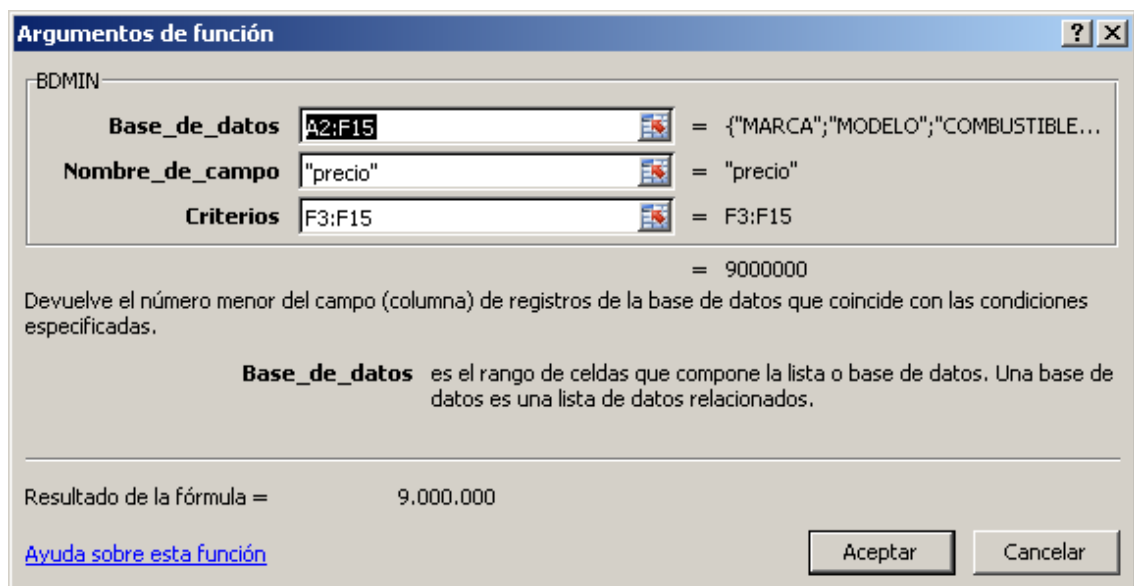 Argumentos de función
BDMIN
Base_de_datos A2:F15 = {"MARCA";"MODELO";"COMBUSTIBLE...
Nombre_de_campo "precio" = "precio"
Criterios F3:F15 = F3:F15
= 9000000
Devuelve el número menor del campo (columna) de registros de la base de datos que coincide con las condiciones
especificadas.
Base_de_datos es el rango de celdas que compone la lista o base de datos. Una base de
datos es una lista de datos relacionados.
Resultado de la fórmula = 9.000.000
Ayuda sobre esta función Aceptar Cancelar